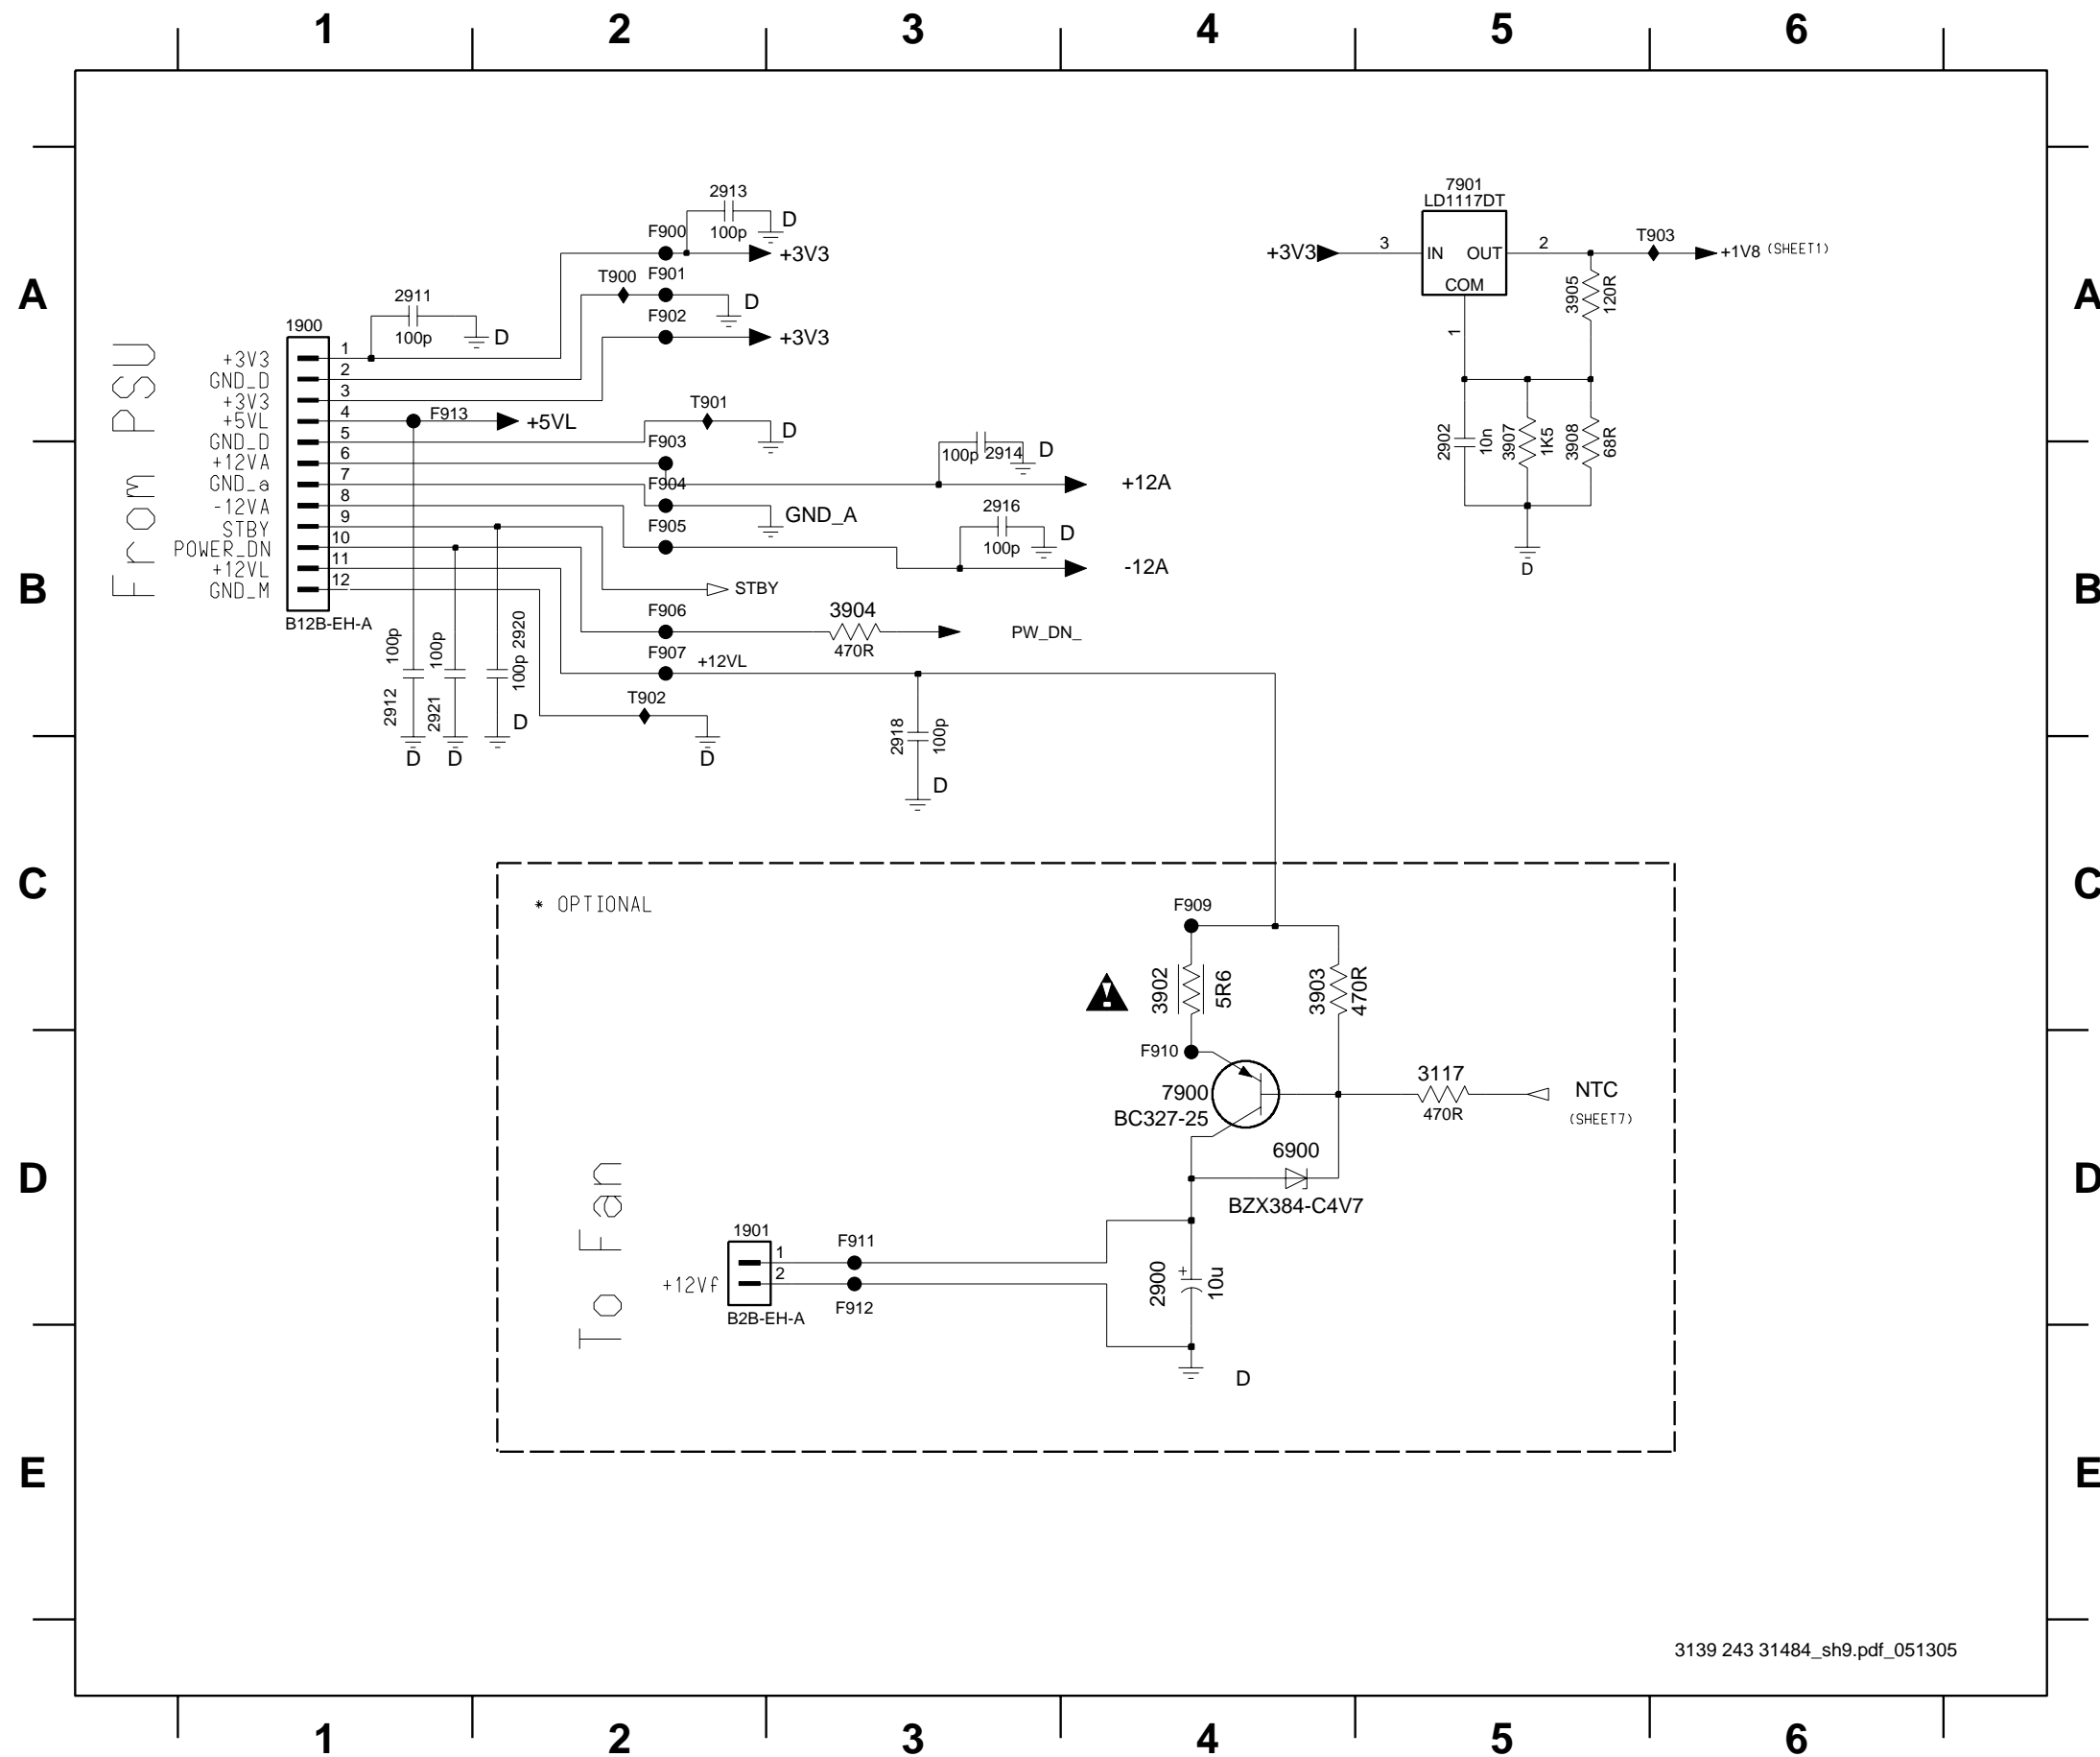 1 2 3 4 5 6
A A
B B
C C
D D
E E
From PSU
1900
+3V3 1
GND_D 2
+3V3 3
+5VL 4
GND_D 5
+12VA 6
GND_a 7
-12VA 8
STBY 9
POWER_DN 10
+12VL 11
GND_M 12
B12B-EH-A
2911
100p
D
2913
100p
D
F900
+3V3
T900
F901
D
F902
+3V3
F913
+5VL
T901
D
F903
100p 2914
D
+12A
F904
GND_A
F905
2916
100p
D
-12A
STBY
F906
3904
470R
PW_DN_
F907
+12VL
T902
D
2912
100p
D
2921
100p
D
100p 2920
D
2918
100p
D
7901
LD1117DT
+3V3
3
IN OUT
COM
2
1
T903
+1V8 (SHEET1)
3905
120R
2902
10n
3907
1K5
3908
68R
D
* OPTIONAL
F909
3902
5R6
3903
470R
F910
7900
BC327-25
3117
470R
NTC
(SHEET7)
6900
BZX384-C4V7
To Fan
1901
1
+12Vf 2
B2B-EH-A
F911
F912
2900
+
10u
D
3139 243 31484_sh9.pdf_051305
1 2 3 4 5 6